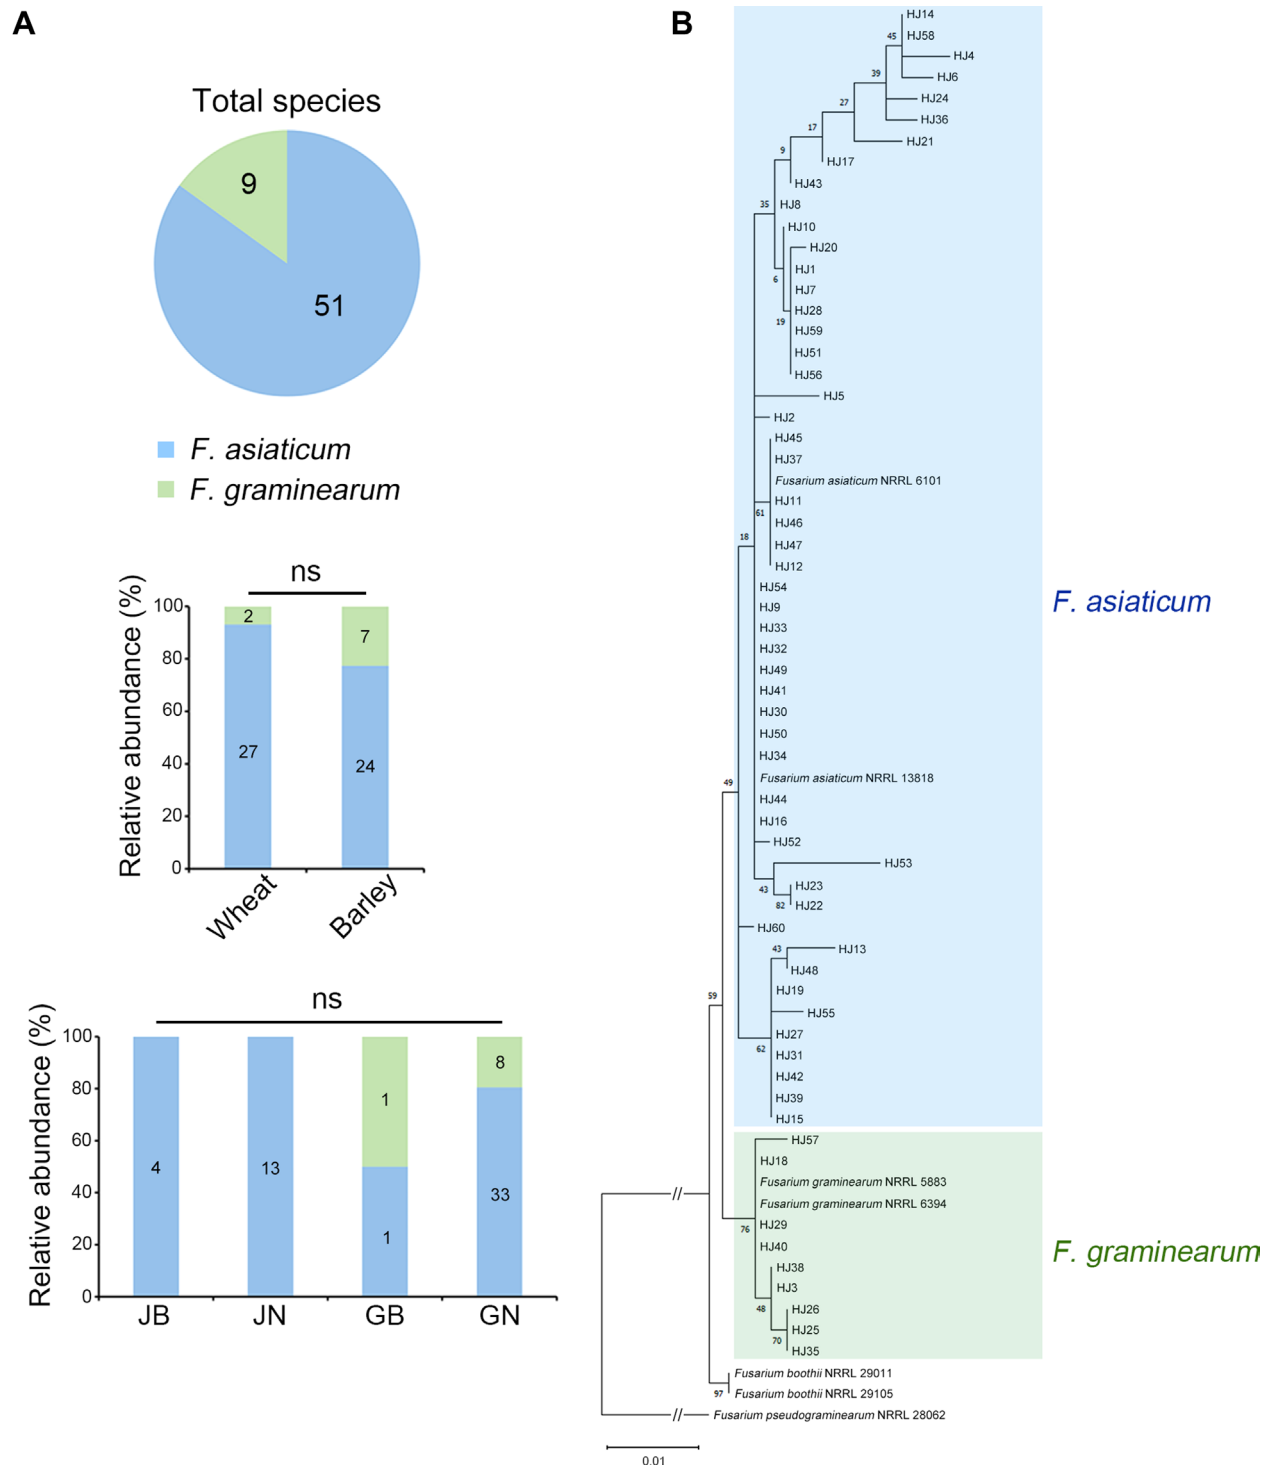 A
Total species
9
51
F. asiaticum
F. graminearum
ns
Relative abundance (%)
100
80
60
40
20
0
2
27
7
24
Wheat
Barley
ns
Relative abundance (%)
100
80
60
40
20
0
4
13
1
1
8
33
JB
JN
GB
GN
B
HJ14
45
HJ58
HJ4
39
HJ6
HJ24
27
HJ36
17
HJ21
9
HJ17
HJ43
35
HJ8
HJ10
HJ20
6
HJ1
HJ7
HJ28
19
HJ59
HJ51
HJ56
HJ5
HJ2
HJ45
HJ37
Fusarium asiaticum NRRL 6101
HJ11
61
HJ46
18
HJ47
HJ12
HJ54
HJ9
HJ33
HJ32
HJ49
HJ41
HJ30
HJ50
HJ34
Fusarium asiaticum NRRL 13818
49
HJ44
HJ16
HJ52
HJ53
43
HJ23
82
HJ22
HJ60
43
HJ13
HJ48
59
HJ19
HJ55
HJ27
62
HJ31
HJ42
HJ39
HJ15
F. asiaticum
HJ57
HJ18
Fusarium graminearum NRRL 5883
Fusarium graminearum NRRL 6394
76
HJ29
HJ40
HJ38
HJ3
48
HJ26
HJ25
70
HJ35
F. graminearum
Fusarium boothii NRRL 29011
97
Fusarium boothii NRRL 29105
Fusarium pseudograminearum NRRL 28062
0.01